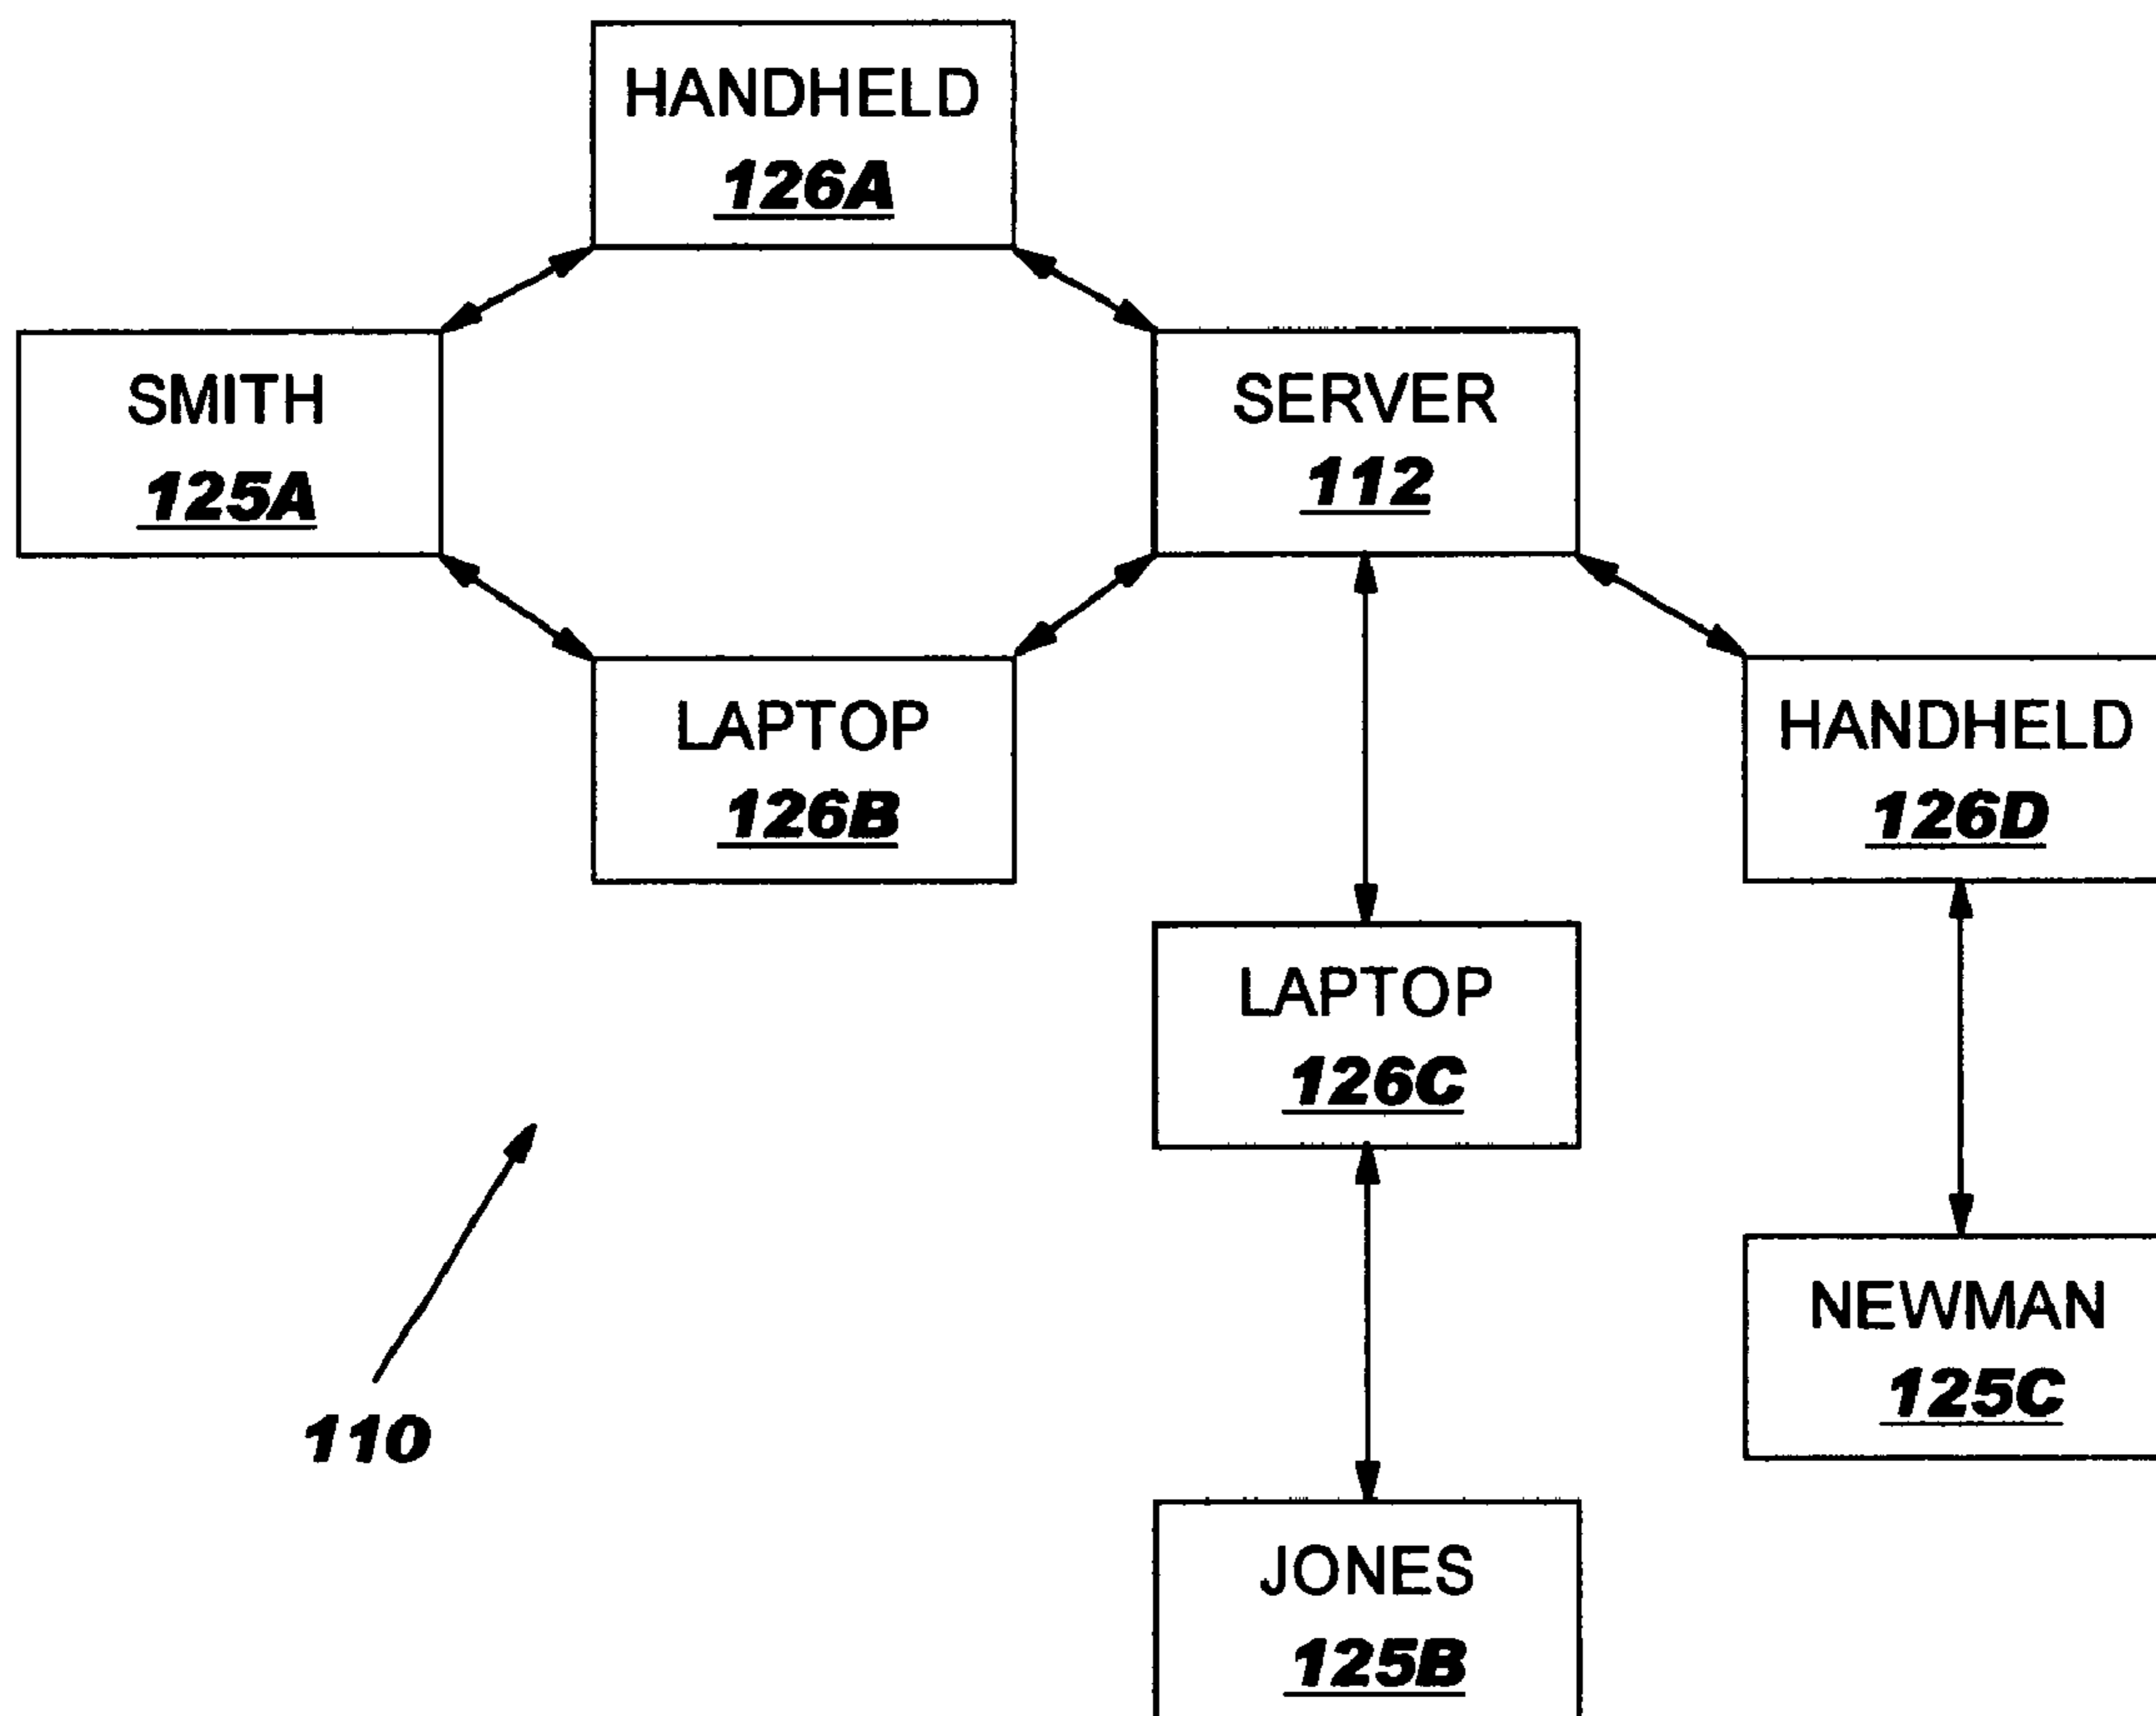 HANDHELD
126A
SMITH
125A
SERVER
112
LAPTOP
126B
HANDHELD
126D
LAPTOP
126C
110
NEWMAN
125C
JONES
125B